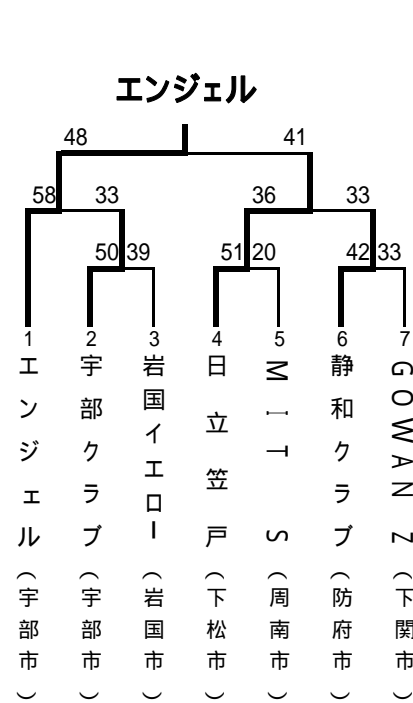 エンジェル
48 41
58 33 36 33
50 39 51 20 42 33
1 2 3 4 5 6 7
エンジェル（宇部市）
宇部クラブ（宇部市）
岩国イエロー（岩国市）
日立笠戸（下松市）
MITS（周南市）
静和クラブ（防府市）
GOWANZ（下関市）